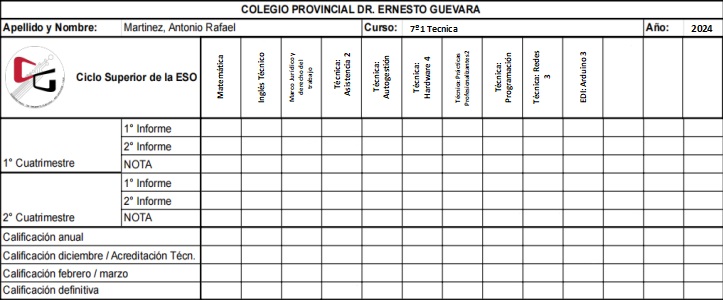 COLEGIO PROVINCIAL DR. ERNESTO GUEVARA
Apellido y Nombre: Martinez, Antonio Rafael Curso: 7º1 Tecnica Año: 2024
Ciclo Superior de la ESO
Matemática
Inglés Técnico
Marco Jurídico y
derecho del
trabajo
Técnica:
Asistencia 2
Técnica:
Autogestión
Técnica:
Hardware 4
Técnica: Prácticas
Profesionalizantes2
Técnica:
Programación
Técnica: Redes
3
EDI: Arduino 3
1° Cuatrimestre
1° Informe
2° Informe
NOTA
2° Cuatrimestre
1° Informe
2° Informe
NOTA
Calificación anual
Calificación diciembre / Acreditación Técn.
Calificación febrero / marzo
Calificación definitiva